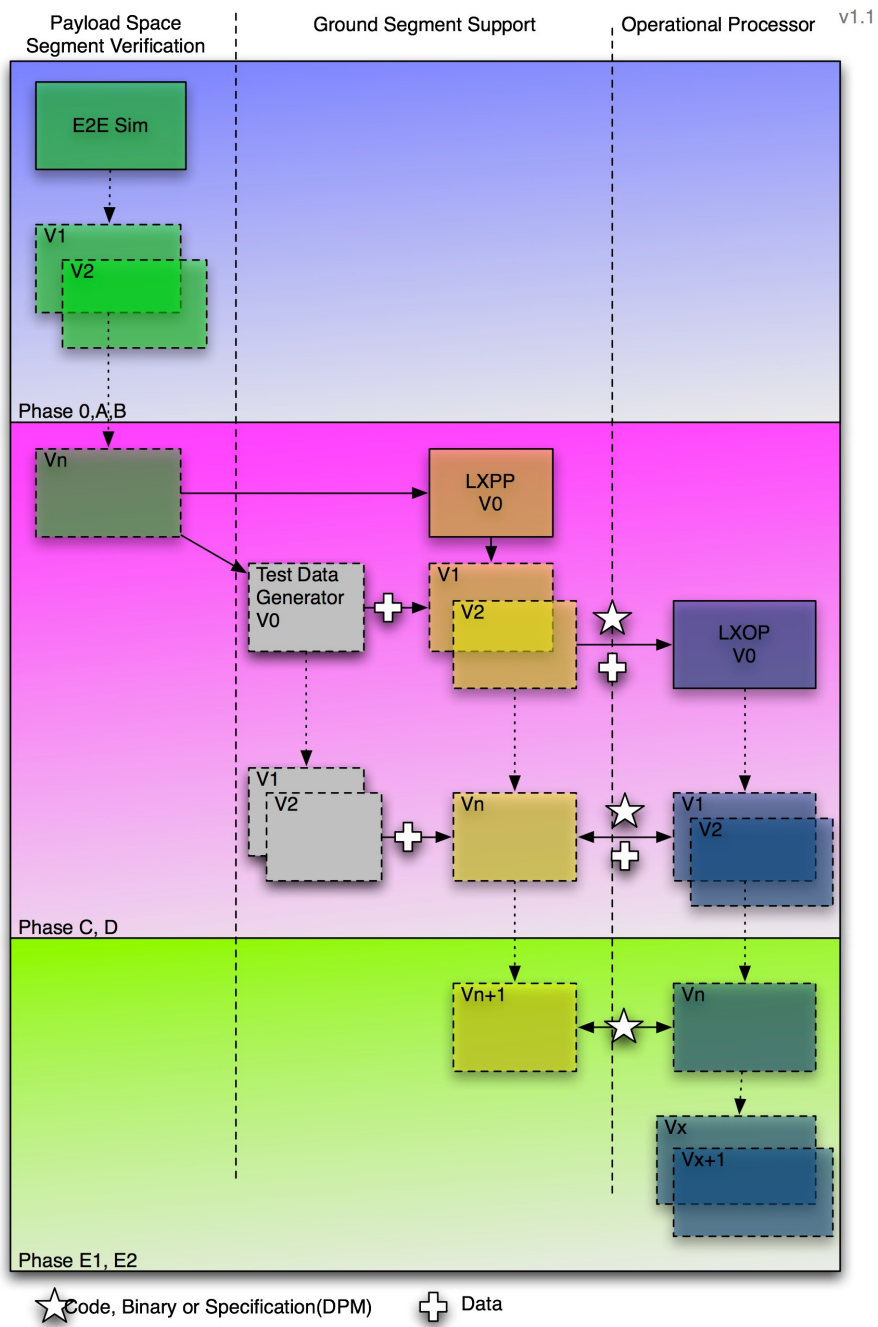 v1.1
Payload Space
Segment Verification
Ground Segment Support
Operational Processor
E2E Sim
V1
V2
Phase 0,A,B
Vn
LXPP
V0
Test Data
Generator
V0
V1
V2
LXOP
V0
V1
V2
Vn
V1
V2
Phase C, D
Vn+1
Vn
Vx
Vx+1
Phase E1, E2
Code, Binary or Specification(DPM)
Data